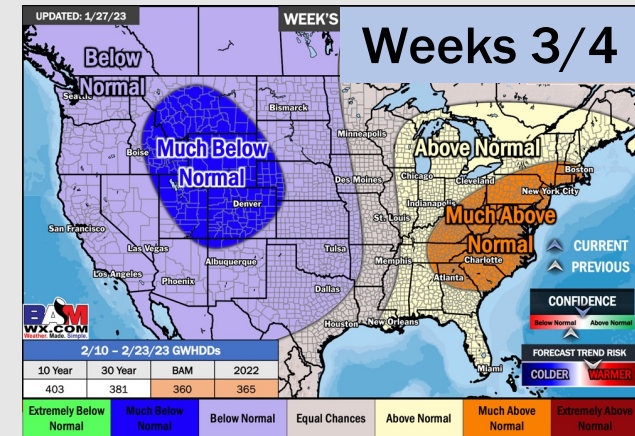 UPDATED: 1/27/23
WEEK'S
Weeks 3/4
Below
Normal
Seattle
Bismarck
Minneapolis
Boise
Much Below
Normal
Above Normal
Boston
Des Moines
Chicago
Cleveland
New York City
Denver
Indianapolis
Much Above
Normal
San Francisco
St. Louis
CURRENT
PREVIOUS
Las Vegas
Albuquerque
Tulsa
Memphis
Charlotte
Los Angeles
Phoenix
Dallas
Atlanta
Houston
New Orleans
Miami
BAM
WX.COM
Weather. Made. Simple.
CONFIDENCE
Below Normal
Above Normal
FORECAST TREND RISK
COLDER
WARMER
2/10 – 2/23/23 GWHDDs
10 Year 30 Year BAM 2022
403 381 360 365
Extremely Below
Normal
Much Below
Normal
Below Normal
Equal Chances
Above Normal
Much Above
Normal
Extremely Above
Normal